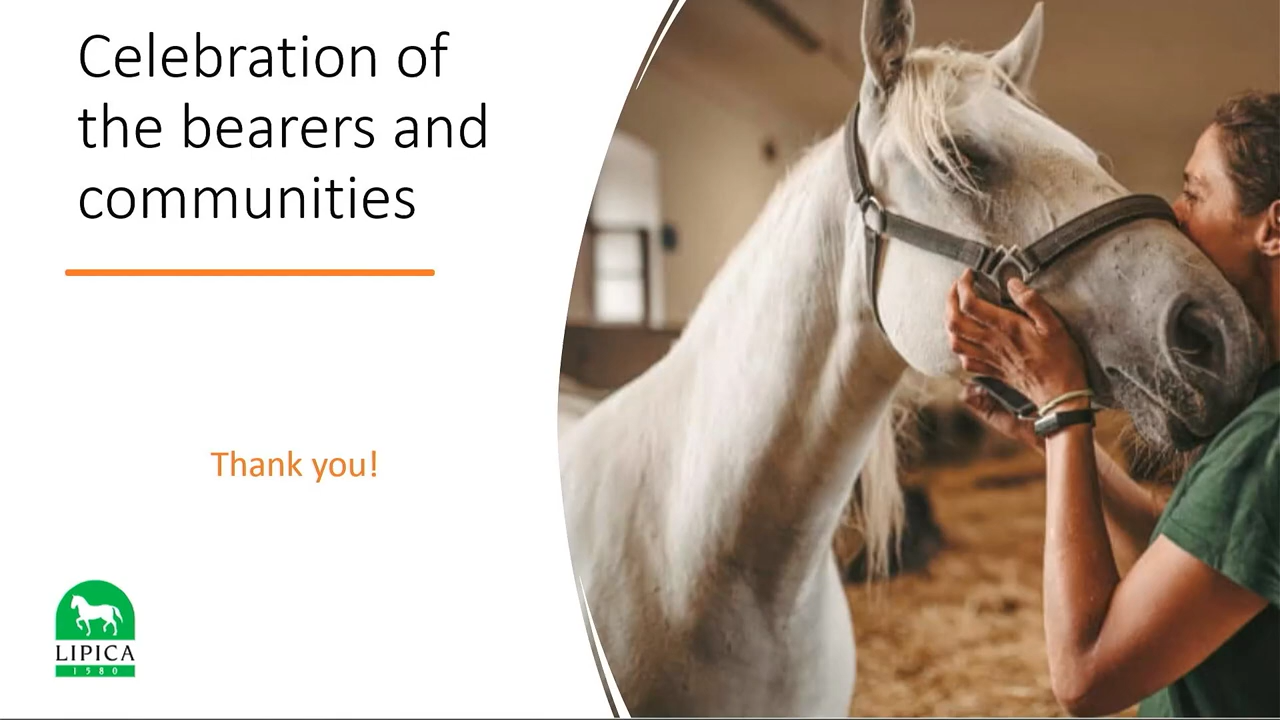 Celebration of
the bearers and
communities
Thank you!
LIPICA
1580